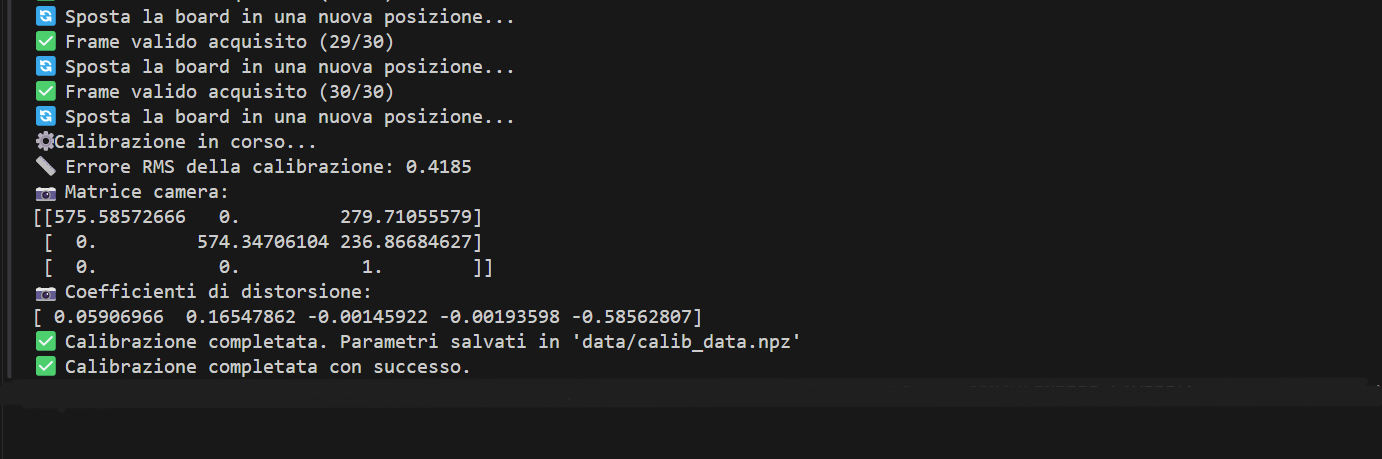 🔄 Sposta la board in una nuova posizione...
✅ Frame valido acquisito (29/30)
🔄 Sposta la board in una nuova posizione...
✅ Frame valido acquisito (30/30)
🔄 Sposta la board in una nuova posizione...
⚙️Calibrazione in corso...
📏 Errore RMS della calibrazione: 0.4185
📷 Matrice camera:
[[575.58572666   0.         279.71055579]
 [  0.         574.34706104 236.86684627]
 [  0.           0.           1.        ]]
📷 Coefficienti di distorsione:
[ 0.05906966  0.16547862 -0.00145922 -0.00193598 -0.58562807]
✅ Calibrazione completata. Parametri salvati in 'data/calib_data.npz'
✅ Calibrazione completata con successo.